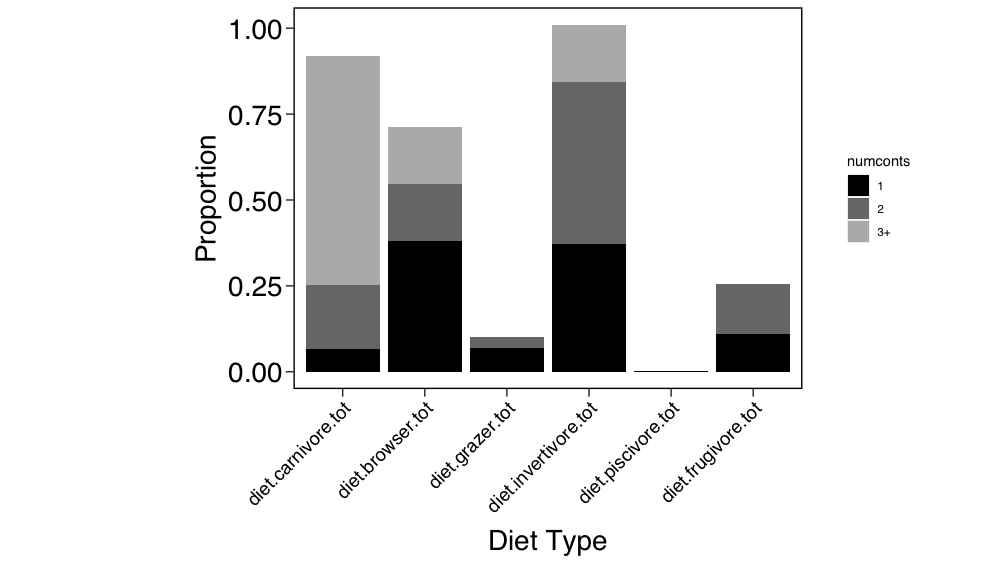 1.00
0.75
0.50
0.25
0.00
Proportion
diet.carnivore.tot
diet.browser.tot
diet.grazer.tot
diet.invertivore.tot
diet.piscivore.tot
diet.frugivore.tot
Diet Type
numconts
1
2
3+